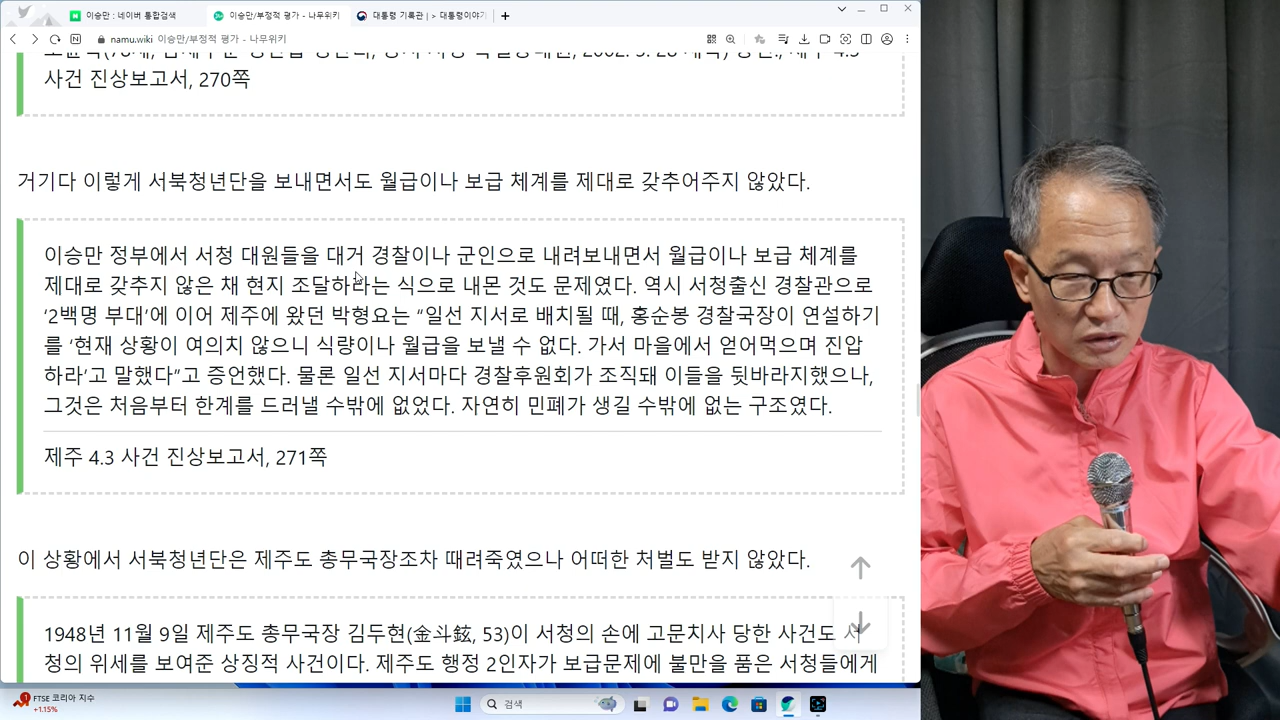 이승만 : 네이버 통합검색
이승만/부정적 평가 - 나무위키
대통령 기록관 | > 대통령이야기
namu.wiki 이승만/부정적 평가 - 나무위키
사건 진상보고서, 270쪽
거기다 이렇게 서북청년단을 보내면서도 월급이나 보급 체계를 제대로 갖추어주지 않았다.
이승만 정부에서 서청 대원들을 대거 경찰이나 군인으로 내려보내면서 월급이나 보급 체계를
제대로 갖추지 않은 채 현지 조달하라는 식으로 내몬 것도 문제였다. 역시 서청출신 경찰관으로
‘2백명 부대’에 이어 제주에 왔던 박형요는 “일선 지서로 배치될 때, 홍순봉 경찰국장이 연설하기
를 ‘현재 상황이 여의치 않으니 식량이나 월급을 보낼 수 없다. 가서 마을에서 얻어먹으며 진압
하라’고 말했다”고 증언했다. 물론 일선 지서마다 경찰후원회가 조직돼 이들을 뒷바라지했으나,
그것은 처음부터 한계를 드러낼 수밖에 없었다. 자연히 민폐가 생길 수밖에 없는 구조였다.
제주 4.3 사건 진상보고서, 271쪽
이 상황에서 서북청년단은 제주도 총무국장조차 때려죽였으나 어떠한 처벌도 받지 않았다.
1948년 11월 9일 제주도 총무국장 김두현(金斗鉉, 53)이 서청의 손에 고문치사 당한 사건도 서
청의 위세를 보여준 상징적 사건이다. 제주도 행정 2인자가 보급문제에 불만을 품은 서청들에게
FTSE 코리아 지수
+1.15%
검색